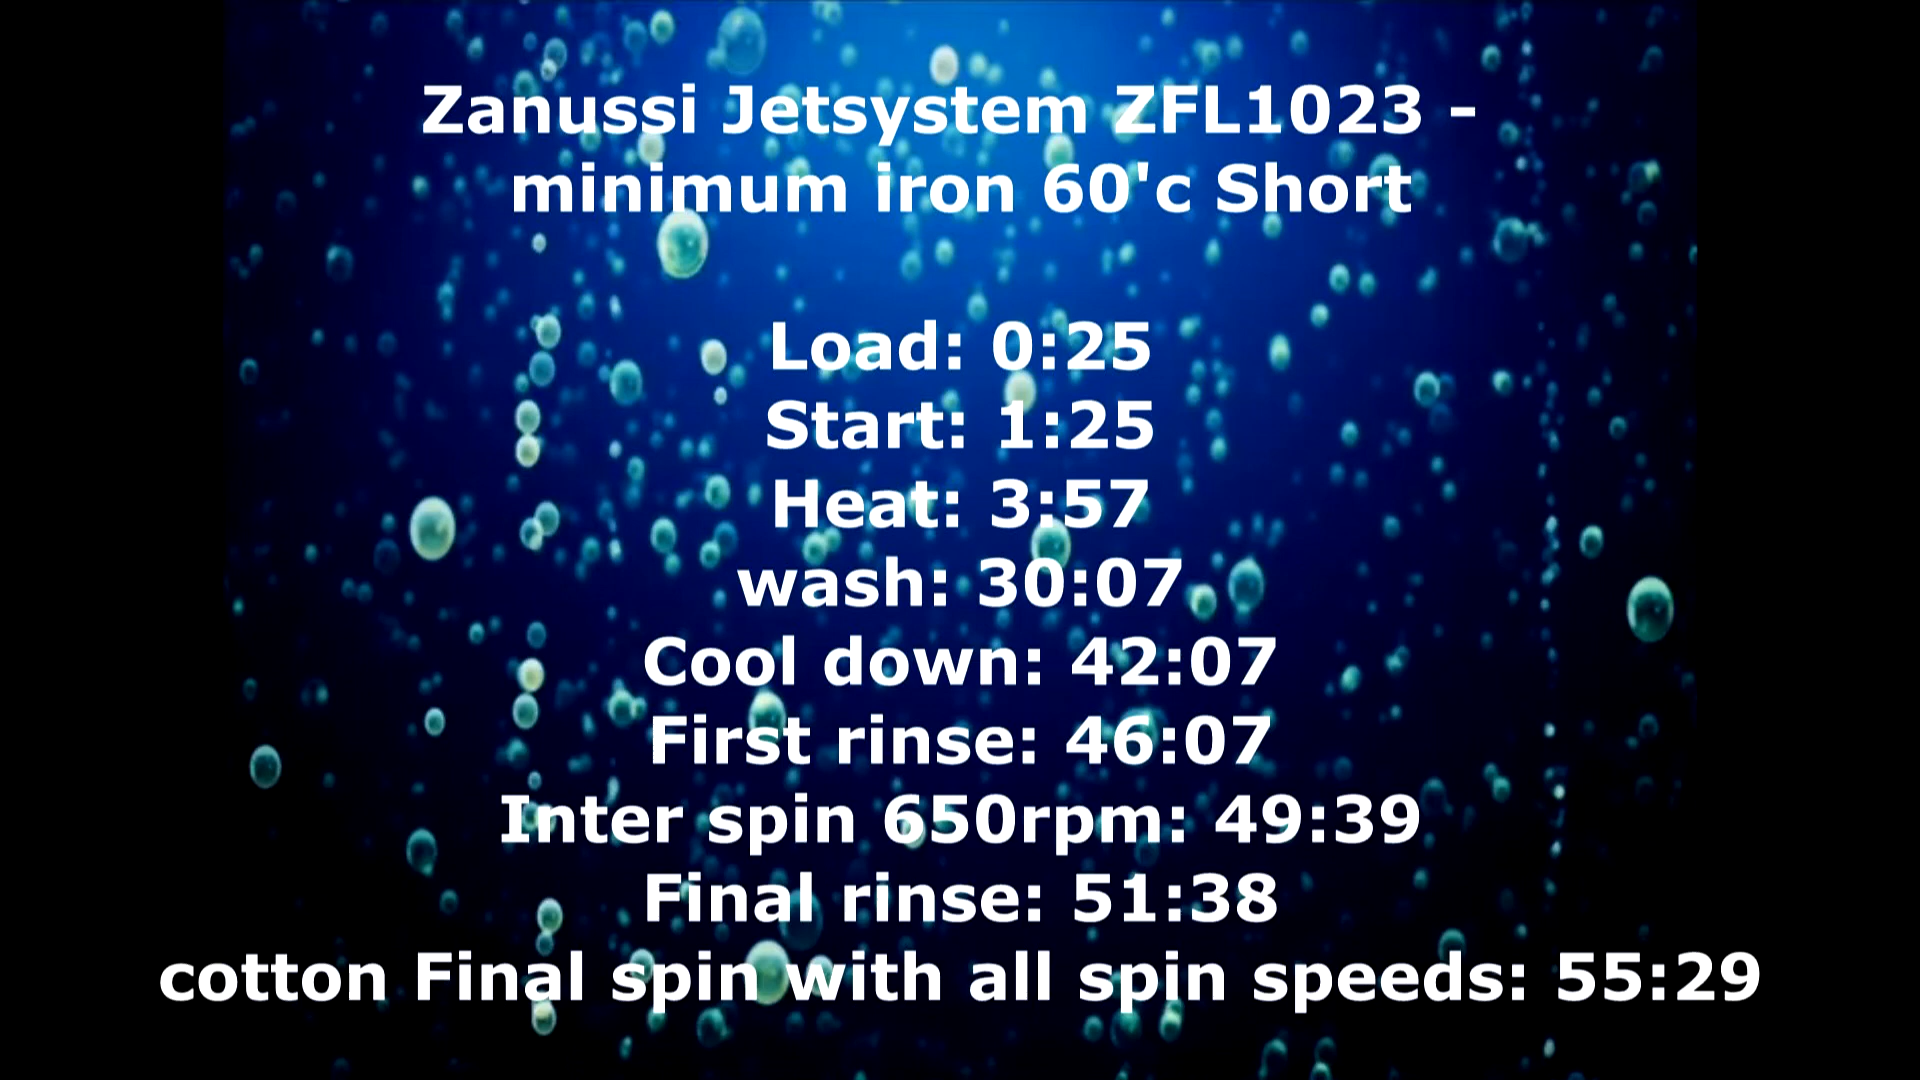 Zanussi Jetsystem ZFL1023 -
minimum iron 60'c Short
Load: 0:25
Start: 1:25
Heat: 3:57
wash: 30:07
Cool down: 42:07
First rinse: 46:07
Inter spin 650rpm: 49:39
Final rinse: 51:38
cotton Final spin with all spin speeds: 55:29